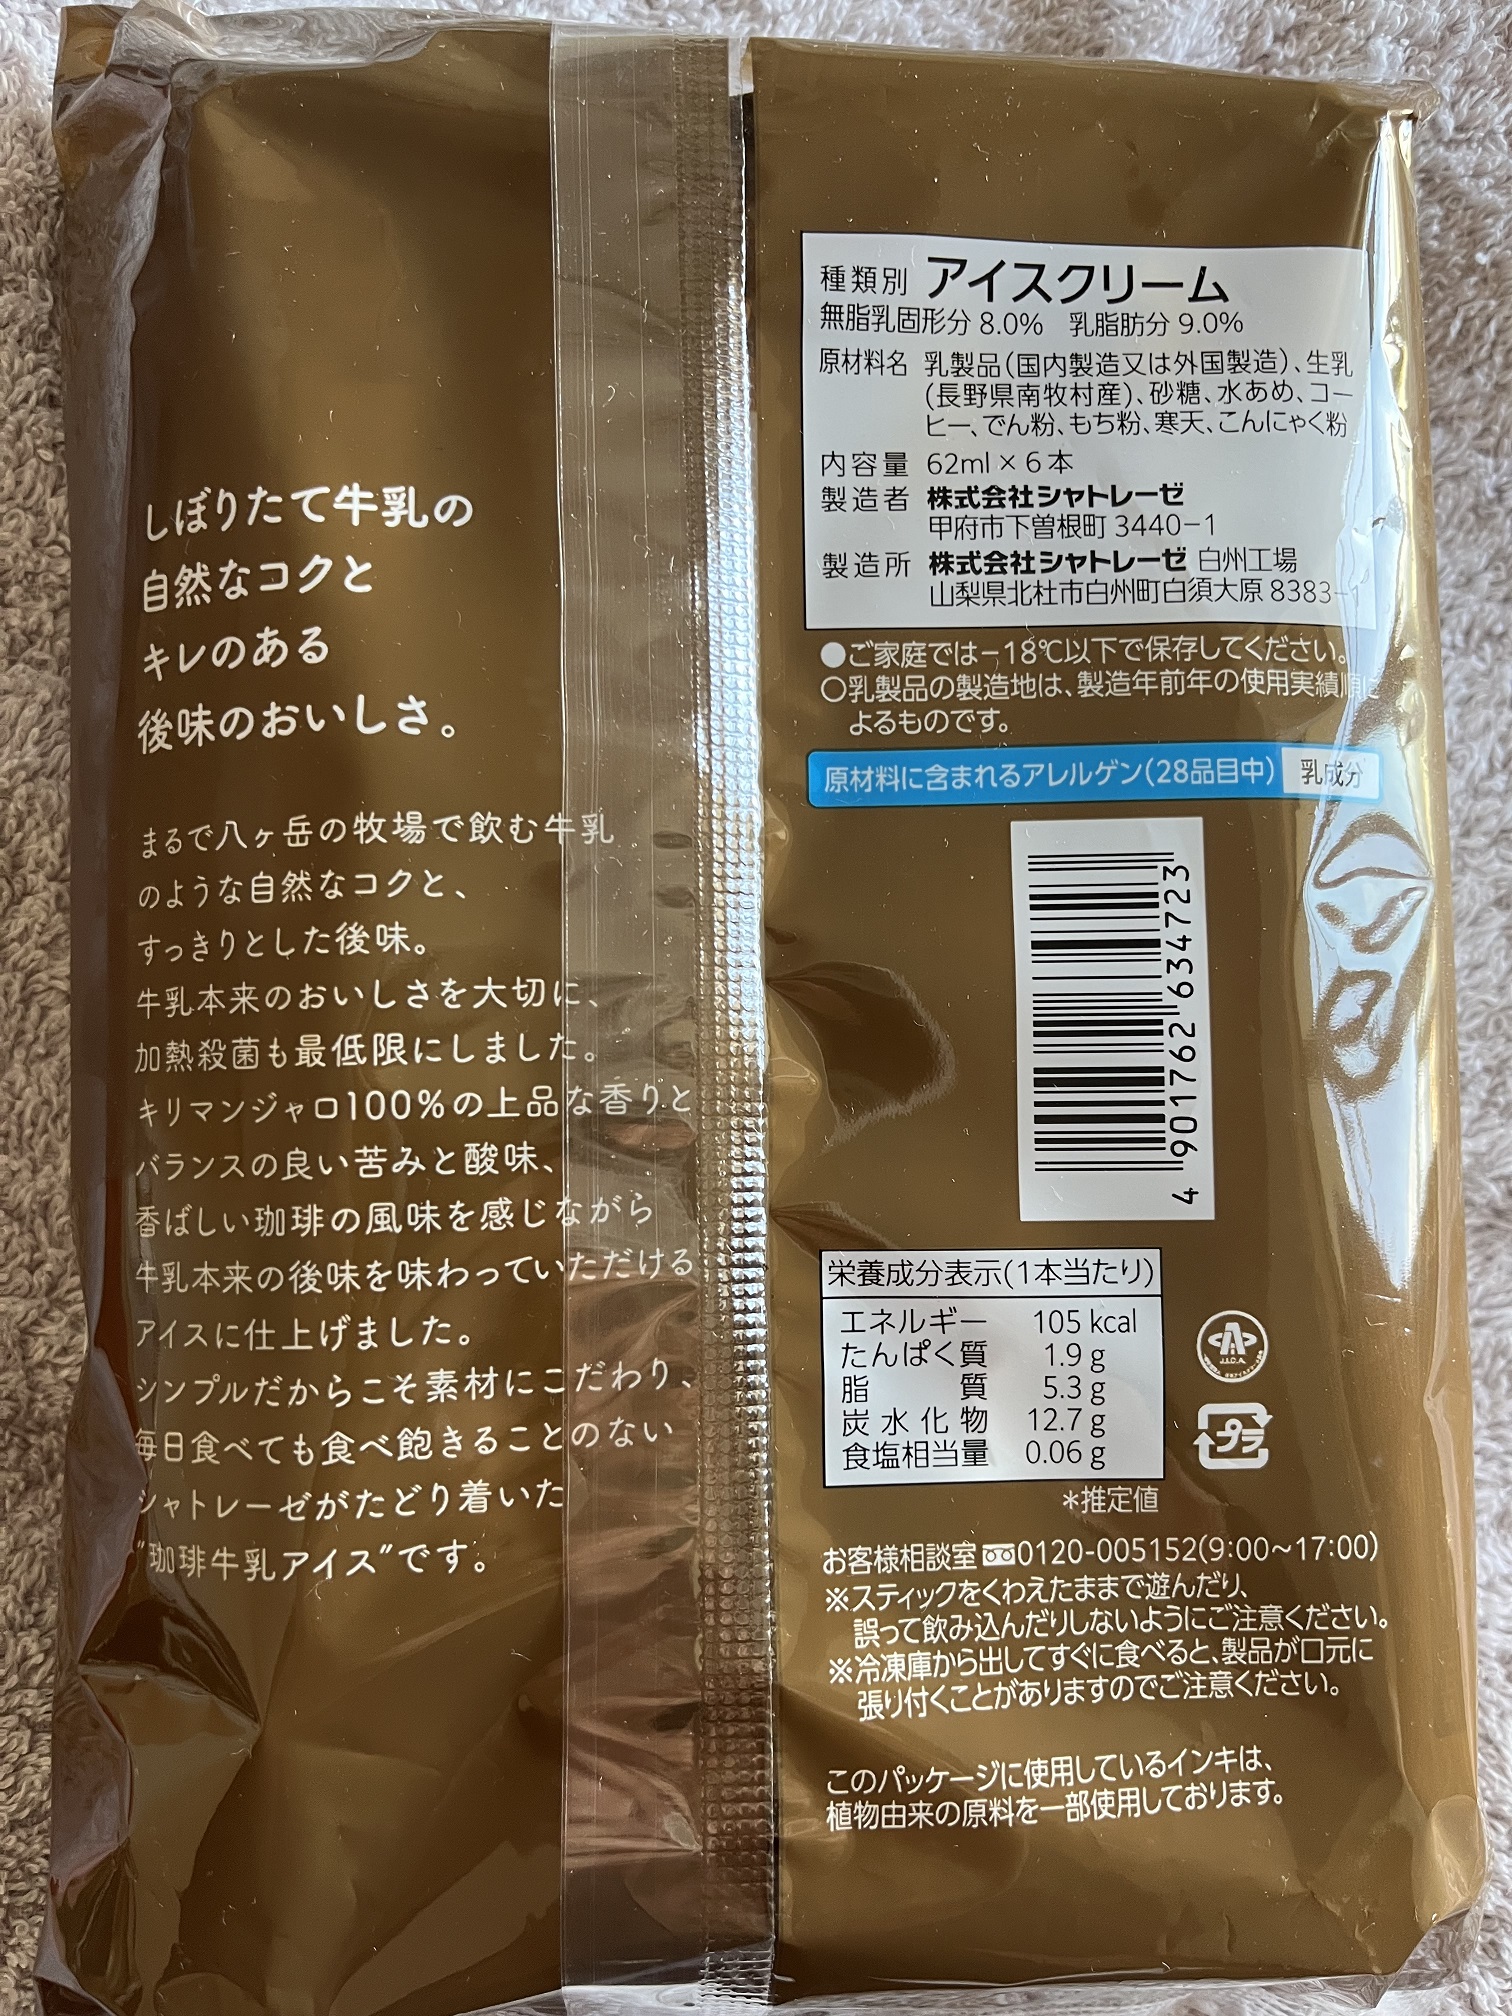 しぼりたて牛乳の
自然なコクと
キレのある
後味のおいしさ。
まるで八ヶ岳の牧場で飲む牛乳
のような自然なコクと、
すっきりとした後味。
牛乳本来のおいしさを大切に、
加熱殺菌も最低限にしました。
キリマンジャロ100%の上品な香りと
バランスの良い苦みと酸味、
香ばしい珈琲の風味を感じながら
牛乳本来の後味を味わっていただける
アイスに仕上げました。
シンプルだからこそ素材にこだわり、
毎日食べても食べ飽きることのない
シャトレーゼがたどり着いた
"珈琲牛乳アイス"です。
種類別 アイスクリーム
無脂乳固形分 8.0% 乳脂肪分 9.0%
原材料名 乳製品(国内製造又は外国製造)、生乳
(長野県南牧村産)、砂糖、水あめ、コー
ヒー、でん粉、もち粉、寒天、こんにゃく粉
内容量 62ml×6本
製造者 株式会社シャトレーゼ
甲府市下曽根町 3440-1
製造所 株式会社シャトレーゼ 白州工場
山梨県北杜市白州町白須大原 8383-1
●ご家庭では-18℃以下で保存してください。
○乳製品の製造地は、製造年前年の使用実績順に
よるものです。
原材料に含まれるアレルゲン(28品目中) 乳成分
4 901762 634723
栄養成分表示(1本当たり)
エネルギー 105 kcal
たんぱく質 1.9 g
脂質 5.3 g
炭水化物 12.7 g
食塩相当量 0.06 g
*推定値
J.I.C.A.
プラ
お客様相談室 0120-005152(9:00~17:00)
※スティックをくわえたままで遊んだり、
誤って飲み込んだりしないようにご注意ください。
※冷凍庫から出してすぐに食べると、製品が口元に
張り付くことがありますのでご注意ください。
このパッケージに使用しているインキは、
植物由来の原料を一部使用しております。